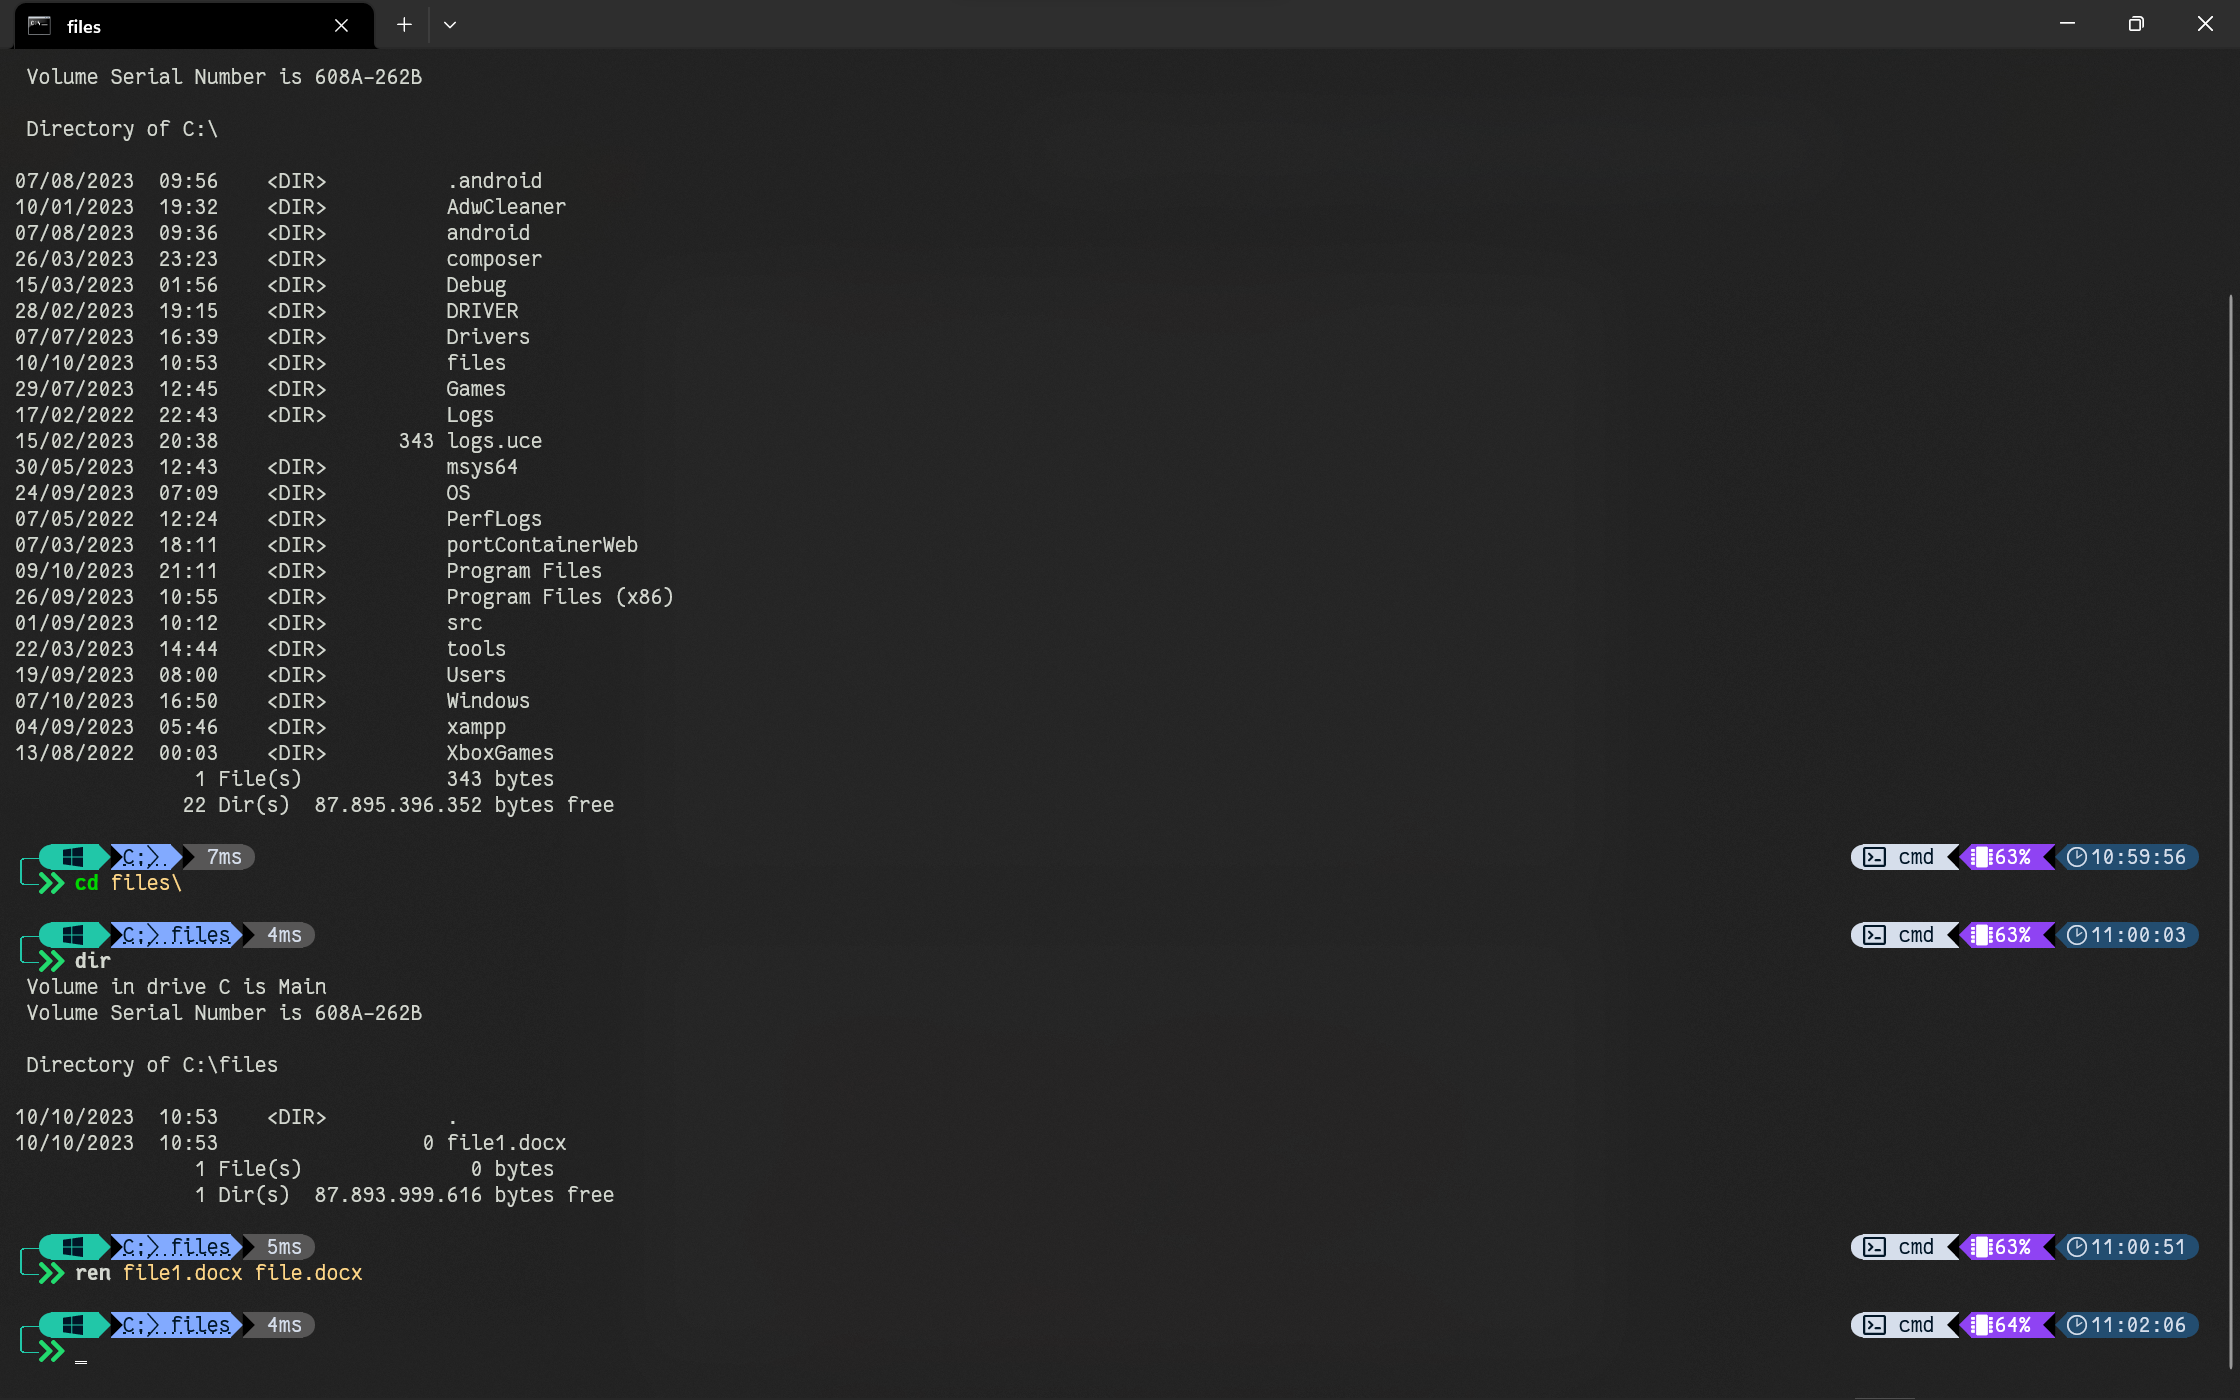 files
Volume Serial Number is 608A-262B
Directory of C:\
07/08/2023  09:56    <DIR>          .android
10/01/2023  19:32    <DIR>          AdwCleaner
07/08/2023  09:36    <DIR>          android
26/03/2023  23:23    <DIR>          composer
15/03/2023  01:56    <DIR>          Debug
28/02/2023  19:15    <DIR>          DRIVER
07/07/2023  16:39    <DIR>          Drivers
10/10/2023  10:53    <DIR>          files
29/07/2023  12:45    <DIR>          Games
17/02/2022  22:43    <DIR>          Logs
15/02/2023  20:38               343 logs.uce
30/05/2023  12:43    <DIR>          msys64
24/09/2023  07:09    <DIR>          OS
07/05/2022  12:24    <DIR>          PerfLogs
07/03/2023  18:11    <DIR>          portContainerWeb
09/10/2023  21:11    <DIR>          Program Files
26/09/2023  10:55    <DIR>          Program Files (x86)
01/09/2023  10:12    <DIR>          src
22/03/2023  14:44    <DIR>          tools
19/09/2023  08:00    <DIR>          Users
07/10/2023  16:50    <DIR>          Windows
04/09/2023  05:46    <DIR>          xampp
13/08/2022  00:03    <DIR>          XboxGames
1 File(s)            343 bytes
22 Dir(s)  87.895.396.352 bytes free
C:> 7ms cmd 63% 10:59:56
cd files\
C:> files 4ms cmd 63% 11:00:03
dir
Volume in drive C is Main
Volume Serial Number is 608A-262B
Directory of C:\files
10/10/2023  10:53    <DIR>          .
10/10/2023  10:53                 0 file1.docx
1 File(s)              0 bytes
1 Dir(s)  87.893.999.616 bytes free
C:> files 5ms cmd 63% 11:00:51
ren file1.docx file.docx
C:> files 4ms cmd 64% 11:02:06